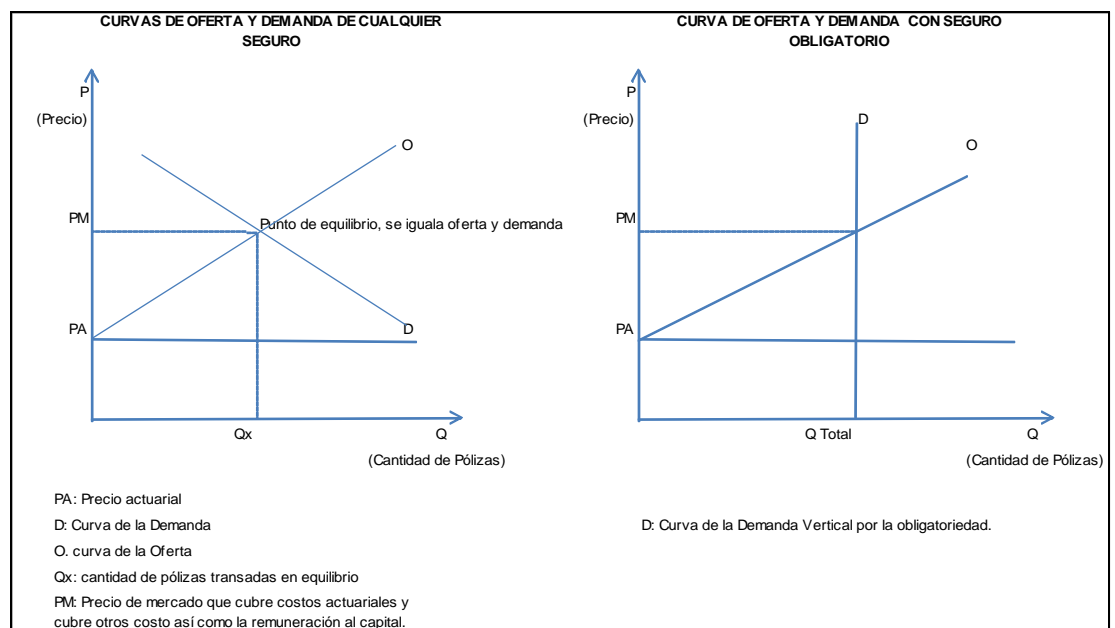 CURVAS DE OFERTA Y DEMANDA DE CUALQUIER
SEGURO
P
(Precio)
O
PM
Punto de equilibrio, se iguala oferta y demanda
PA
D
Qx
Q
(Cantidad de Pólizas)
PA: Precio actuarial
D: Curva de la Demanda
O. curva de la Oferta
Qx: cantidad de pólizas transadas en equilibrio
PM: Precio de mercado que cubre costos actuariales y
cubre otros costo así como la remuneración al capital.
CURVA DE OFERTA Y DEMANDA CON SEGURO
OBLIGATORIO
P
(Precio)
D
O
PM
PA
Q Total
Q
(Cantidad de Pólizas)
D: Curva de la Demanda Vertical por la obligatoriedad.